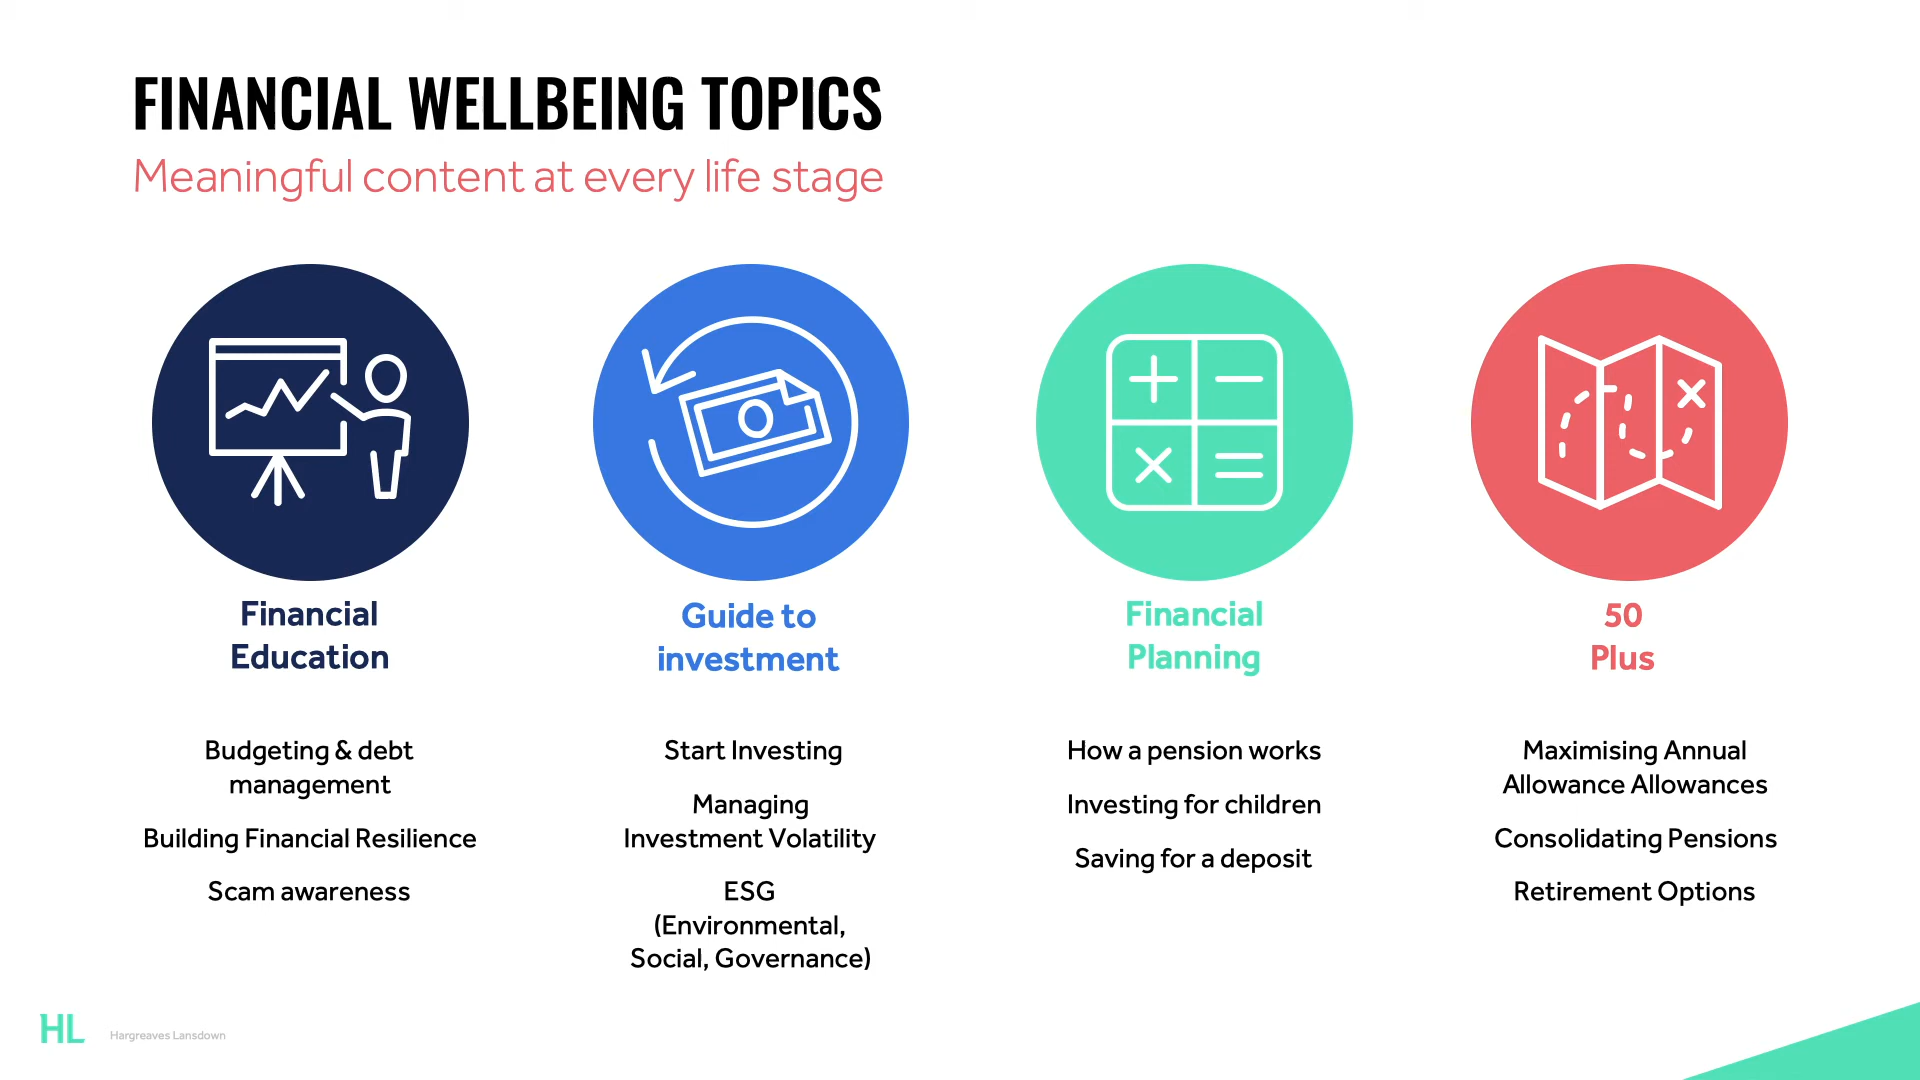 FINANCIAL WELLBEING TOPICS
Meaningful content at every life stage
Financial
Education
Budgeting & debt
management
Building Financial Resilience
Scam awareness
Guide to
investment
Start Investing
Managing
Investment Volatility
ESG
(Environmental,
Social, Governance)
Financial
Planning
How a pension works
Investing for children
Saving for a deposit
50
Plus
Maximising Annual
Allowance Allowances
Consolidating Pensions
Retirement Options
HL
Hargreaves Lansdown